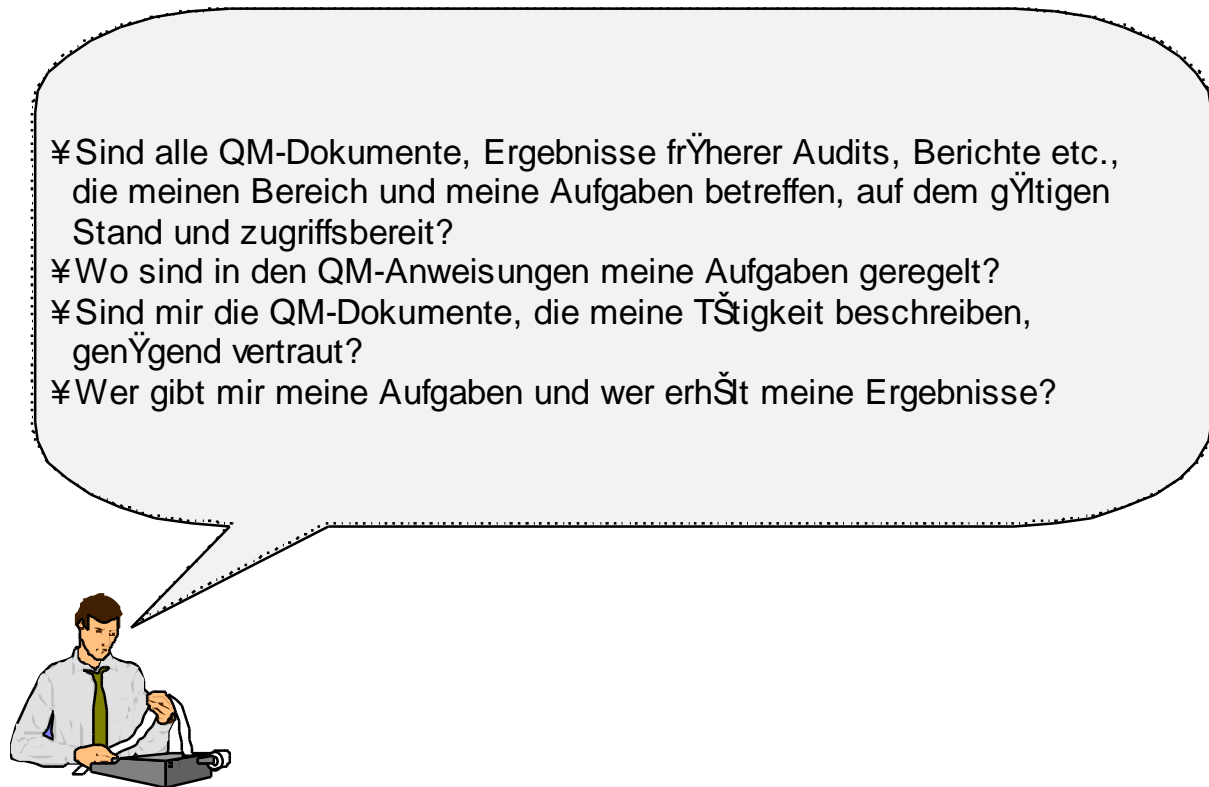 ¥Sind alle QM-Dokumente, Ergebnisse frŸherer Audits, Berichte etc.,
die meinen Bereich und meine Aufgaben betreffen, auf dem gŸltigen
Stand und zugriffsbereit?
¥Wo sind in den QM-Anweisungen meine Aufgaben geregelt?
¥Sind mir die QM-Dokumente, die meine TŠtigkeit beschreiben,
genŸgend vertraut?
¥Wer gibt mir meine Aufgaben und wer erhŠlt meine Ergebnisse?